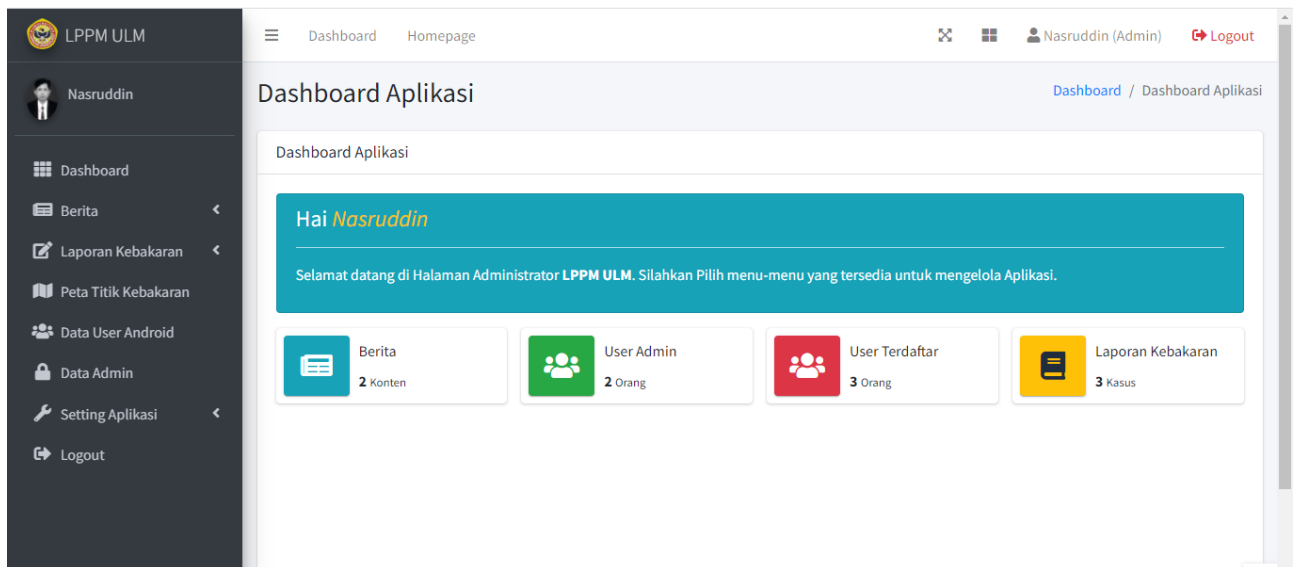 LPPM ULM
Dashboard Homepage Nasruddin (Admin) Logout
Nasruddin
Dashboard
Berita
Laporan Kebakaran
Peta Titik Kebakaran
Data User Android
Data Admin
Setting Aplikasi
Logout
Dashboard Aplikasi
Dashboard / Dashboard Aplikasi
Dashboard Aplikasi
Hai Nasruddin
Selamat datang di Halaman Administrator LPPM ULM. Silahkan Pilih menu-menu yang tersedia untuk mengelola Aplikasi.
Berita
2 Konten
User Admin
2 Orang
User Terdaftar
3 Orang
Laporan Kebakaran
3 Kasus